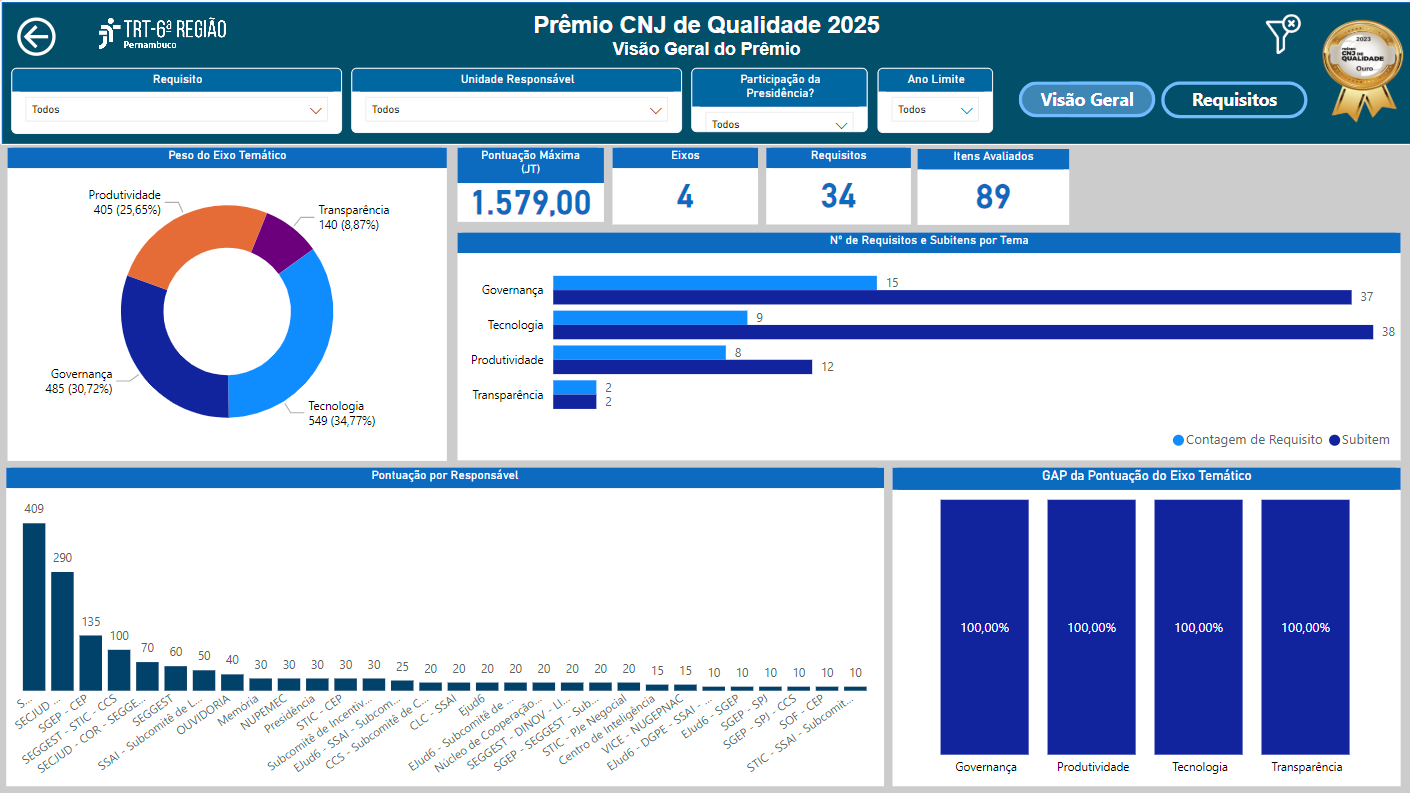 TRT-6ª REGIÃO
Pernambuco
Prêmio CNJ de Qualidade 2025
Visão Geral do Prêmio
2023
PRÊMIO
CNJ DE
QUALIDADE
Ouro
Requisito
Todos
Unidade Responsável
Todos
Participação da
Presidência?
Todos
Ano Limite
Todos
Visão Geral
Requisitos
Peso do Eixo Temático
Produtividade
405 (25,65%)
Transparência
140 (8,87%)
Governança
485 (30,72%)
Tecnologia
549 (34,77%)
Pontuação Máxima
(JT)
1.579,00
Eixos
4
Requisitos
34
Itens Avaliados
89
Nº de Requisitos e Subitens por Tema
Governança
15
37
Tecnologia
9
38
Produtividade
8
12
Transparência
2
2
Contagem de Requisito
Subitem
Pontuação por Responsável
409
290
135
100
70
60
50
40
30
30
30
30
30
25
20
20
20
20
20
20
20
20
15
15
10
10
10
10
10
10
S...
SECJUD ...
SGEP - CEP
SEGGEST - STIC - CCS
SECJUD - COR - SEGGE...
SEGGEST
SSAI - Subcomitê de L...
OUVIDORIA
Memória
NUPEMEC
Presidência
STIC - CEP
Subcomitê de Incentiv...
EJud6 - SSAI - Subcom...
CCS - Subcomitê de C...
CLC - SSAI
Ejud6
EJud6 - Subcomitê de ...
Núcleo de Cooperação...
SEGGEST - DINOV - LI...
SGEP - SEGGEST - Sub...
STIC - PJe Negocial
Centro de Inteligência
VICE - NUGEPNAC
EJud6 - DGPE - SSAI - ...
EJud6 - SGEP
SGEP - SPJ
SGEP - SPJ - CCS
SOF - CEP
STIC - SSAI - Subcomit...
GAP da Pontuação do Eixo Temático
100,00%
100,00%
100,00%
100,00%
Governança
Produtividade
Tecnologia
Transparência